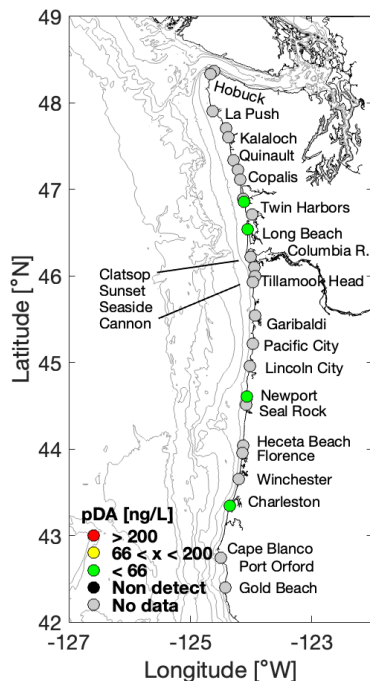 49
48
47
46
45
44
43
42
Latitude [°N]
Hobuck
La Push
Kalaloch
Quinault
Copalis
Twin Harbors
Long Beach
Columbia R.
Clatsop
Sunset
Seaside
Cannon
Tillamook Head
Garibaldi
Pacific City
Lincoln City
Newport
Seal Rock
Heceta Beach
Florence
Winchester
Charleston
Cape Blanco
Port Orford
Gold Beach
pDA [ng/L]
> 200
66 < x < 200
< 66
Non detect
No data
-127 -125 -123
Longitude [°W]